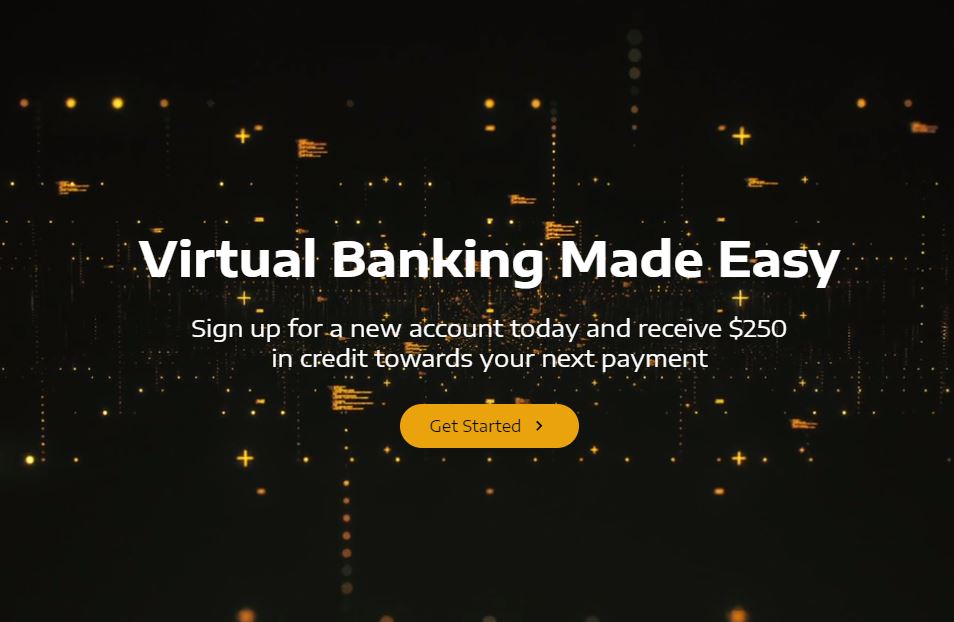 Virtual Banking Made Easy
Sign up for a new account today and receive $250
in credit towards your next payment
Get Started